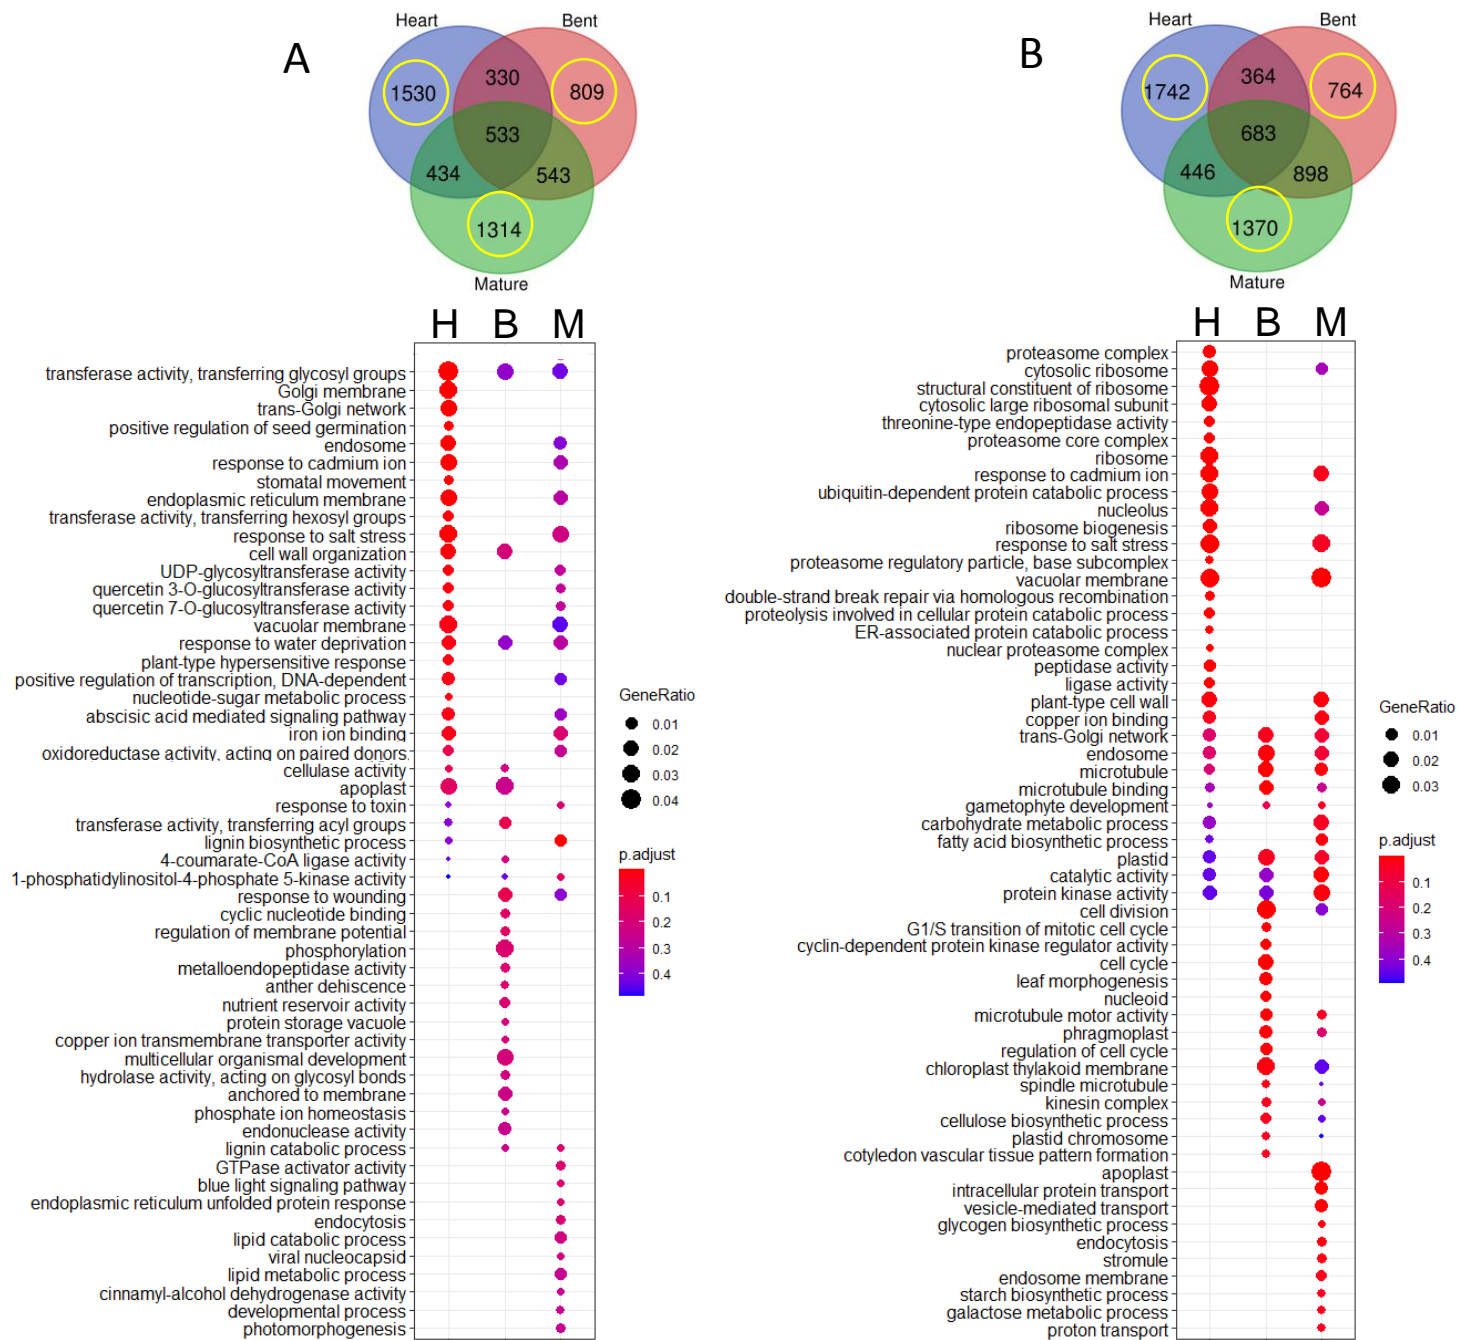 A
Heart
Bent
1530
330
809
533
434
543
1314
Mature
H B M
transferase activity, transferring glycosyl groups
Golgi membrane
trans-Golgi network
positive regulation of seed germination
endosome
response to cadmium ion
stomatal movement
endoplasmic reticulum membrane
transferase activity, transferring hexosyl groups
response to salt stress
cell wall organization
UDP-glycosyltransferase activity
quercetin 3-O-glucosyltransferase activity
quercetin 7-O-glucosyltransferase activity
vacuolar membrane
response to water deprivation
plant-type hypersensitive response
positive regulation of transcription, DNA-dependent
nucleotide-sugar metabolic process
abscisic acid mediated signaling pathway
iron ion binding
oxidoreductase activity, acting on paired donors,
cellulase activity
apoplast
response to toxin
transferase activity, transferring acyl groups
lignin biosynthetic process
4-coumarate-CoA ligase activity
1-phosphatidylinositol-4-phosphate 5-kinase activity
response to wounding
cyclic nucleotide binding
regulation of membrane potential
phosphorylation
metalloendopeptidase activity
anther dehiscence
nutrient reservoir activity
protein storage vacuole
copper ion transmembrane transporter activity
multicellular organismal development
hydrolase activity, acting on glycosyl bonds
anchored to membrane
phosphate ion homeostasis
endonuclease activity
lignin catabolic process
GTPase activator activity
blue light signaling pathway
endoplasmic reticulum unfolded protein response
endocytosis
lipid catabolic process
viral nucleocapsid
lipid metabolic process
cinnamyl-alcohol dehydrogenase activity
developmental process
photomorphogenesis
GeneRatio
0.01
0.02
0.03
0.04
p.adjust
0.1
0.2
0.3
0.4
B
Heart
Bent
1742
364
764
683
446
898
1370
Mature
H B M
proteasome complex
cytosolic ribosome
structural constituent of ribosome
cytosolic large ribosomal subunit
threonine-type endopeptidase activity
proteasome core complex
ribosome
response to cadmium ion
ubiquitin-dependent protein catabolic process
nucleolus
ribosome biogenesis
response to salt stress
proteasome regulatory particle, base subcomplex
vacuolar membrane
double-strand break repair via homologous recombination
proteolysis involved in cellular protein catabolic process
ER-associated protein catabolic process
nuclear proteasome complex
peptidase activity
ligase activity
plant-type cell wall
copper ion binding
trans-Golgi network
endosome
microtubule
microtubule binding
gametophyte development
carbohydrate metabolic process
fatty acid biosynthetic process
plastid
catalytic activity
protein kinase activity
cell division
G1/S transition of mitotic cell cycle
cyclin-dependent protein kinase regulator activity
cell cycle
leaf morphogenesis
nucleoid
microtubule motor activity
phragmoplast
regulation of cell cycle
chloroplast thylakoid membrane
spindle microtubule
kinesin complex
cellulose biosynthetic process
plastid chromosome
cotyledon vascular tissue pattern formation
apoplast
intracellular protein transport
vesicle-mediated transport
glycogen biosynthetic process
endocytosis
stromule
endosome membrane
starch biosynthetic process
galactose metabolic process
proton transport
GeneRatio
0.01
0.02
0.03
p.adjust
0.1
0.2
0.3
0.4